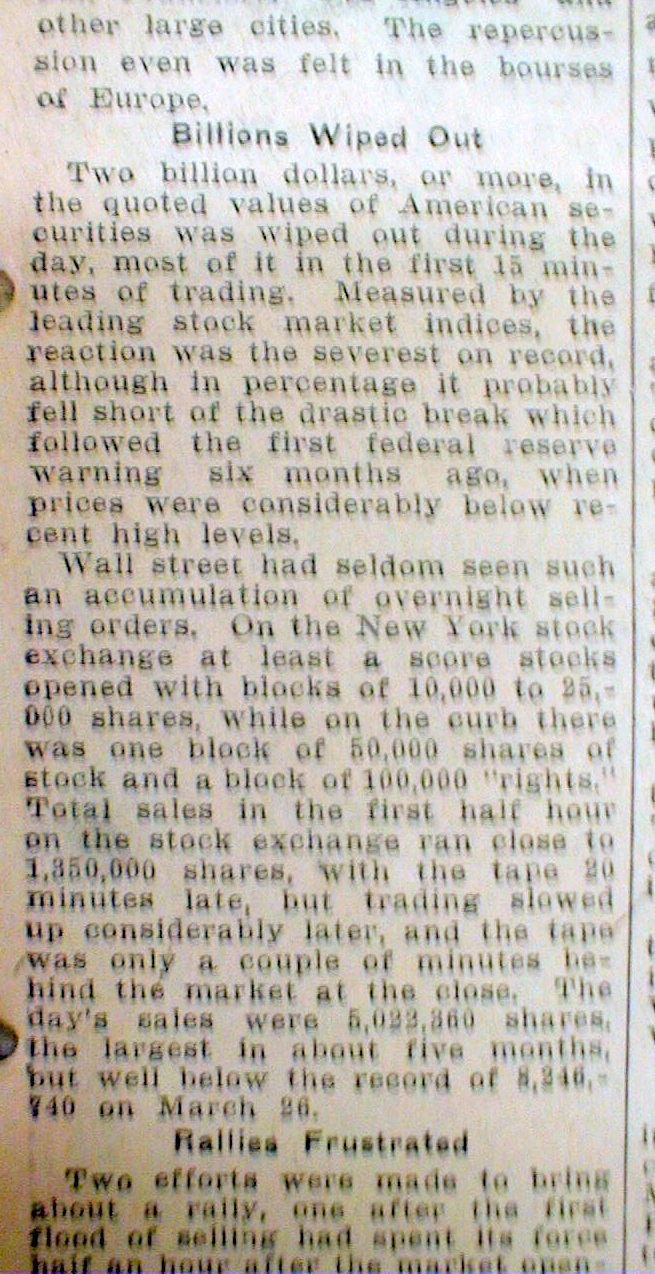 other large cities. The repercus-
sion even was felt in the bourses
of Europe.
Billions Wiped Out
Two billion dollars, or more, in
the quoted values of American se-
curities was wiped out during the
day, most of it in the first 15 min-
utes of trading. Measured by the
leading stock market indices, the
reaction was the severest on record,
although in percentage it probably
fell short of the drastic break which
followed the first federal reserve
warning six months ago, when
prices were considerably below re-
cent high levels.
Wall street had seldom seen such
an accumulation of overnight sell-
ing orders. On the New York stock
exchange at least a score stocks
opened with blocks of 10,000 to 25,-
000 shares, while on the curb there
was one block of 50,000 shares of
stock and a block of 100,000 "rights."
Total sales in the first half hour
on the stock exchange ran close to
1,350,000 shares, with the tape 20
minutes late, but trading slowed
up considerably later, and the tape
was only a couple of minutes be-
hind the market at the close. The
day's sales were 5,023,360 shares,
the largest in about five months,
but well below the record of 8,246,-
740 on March 26.
Rallies Frustrated
Two efforts were made to bring
about a rally, one after the first
flood of selling had spent its force
half an hour after the market open-